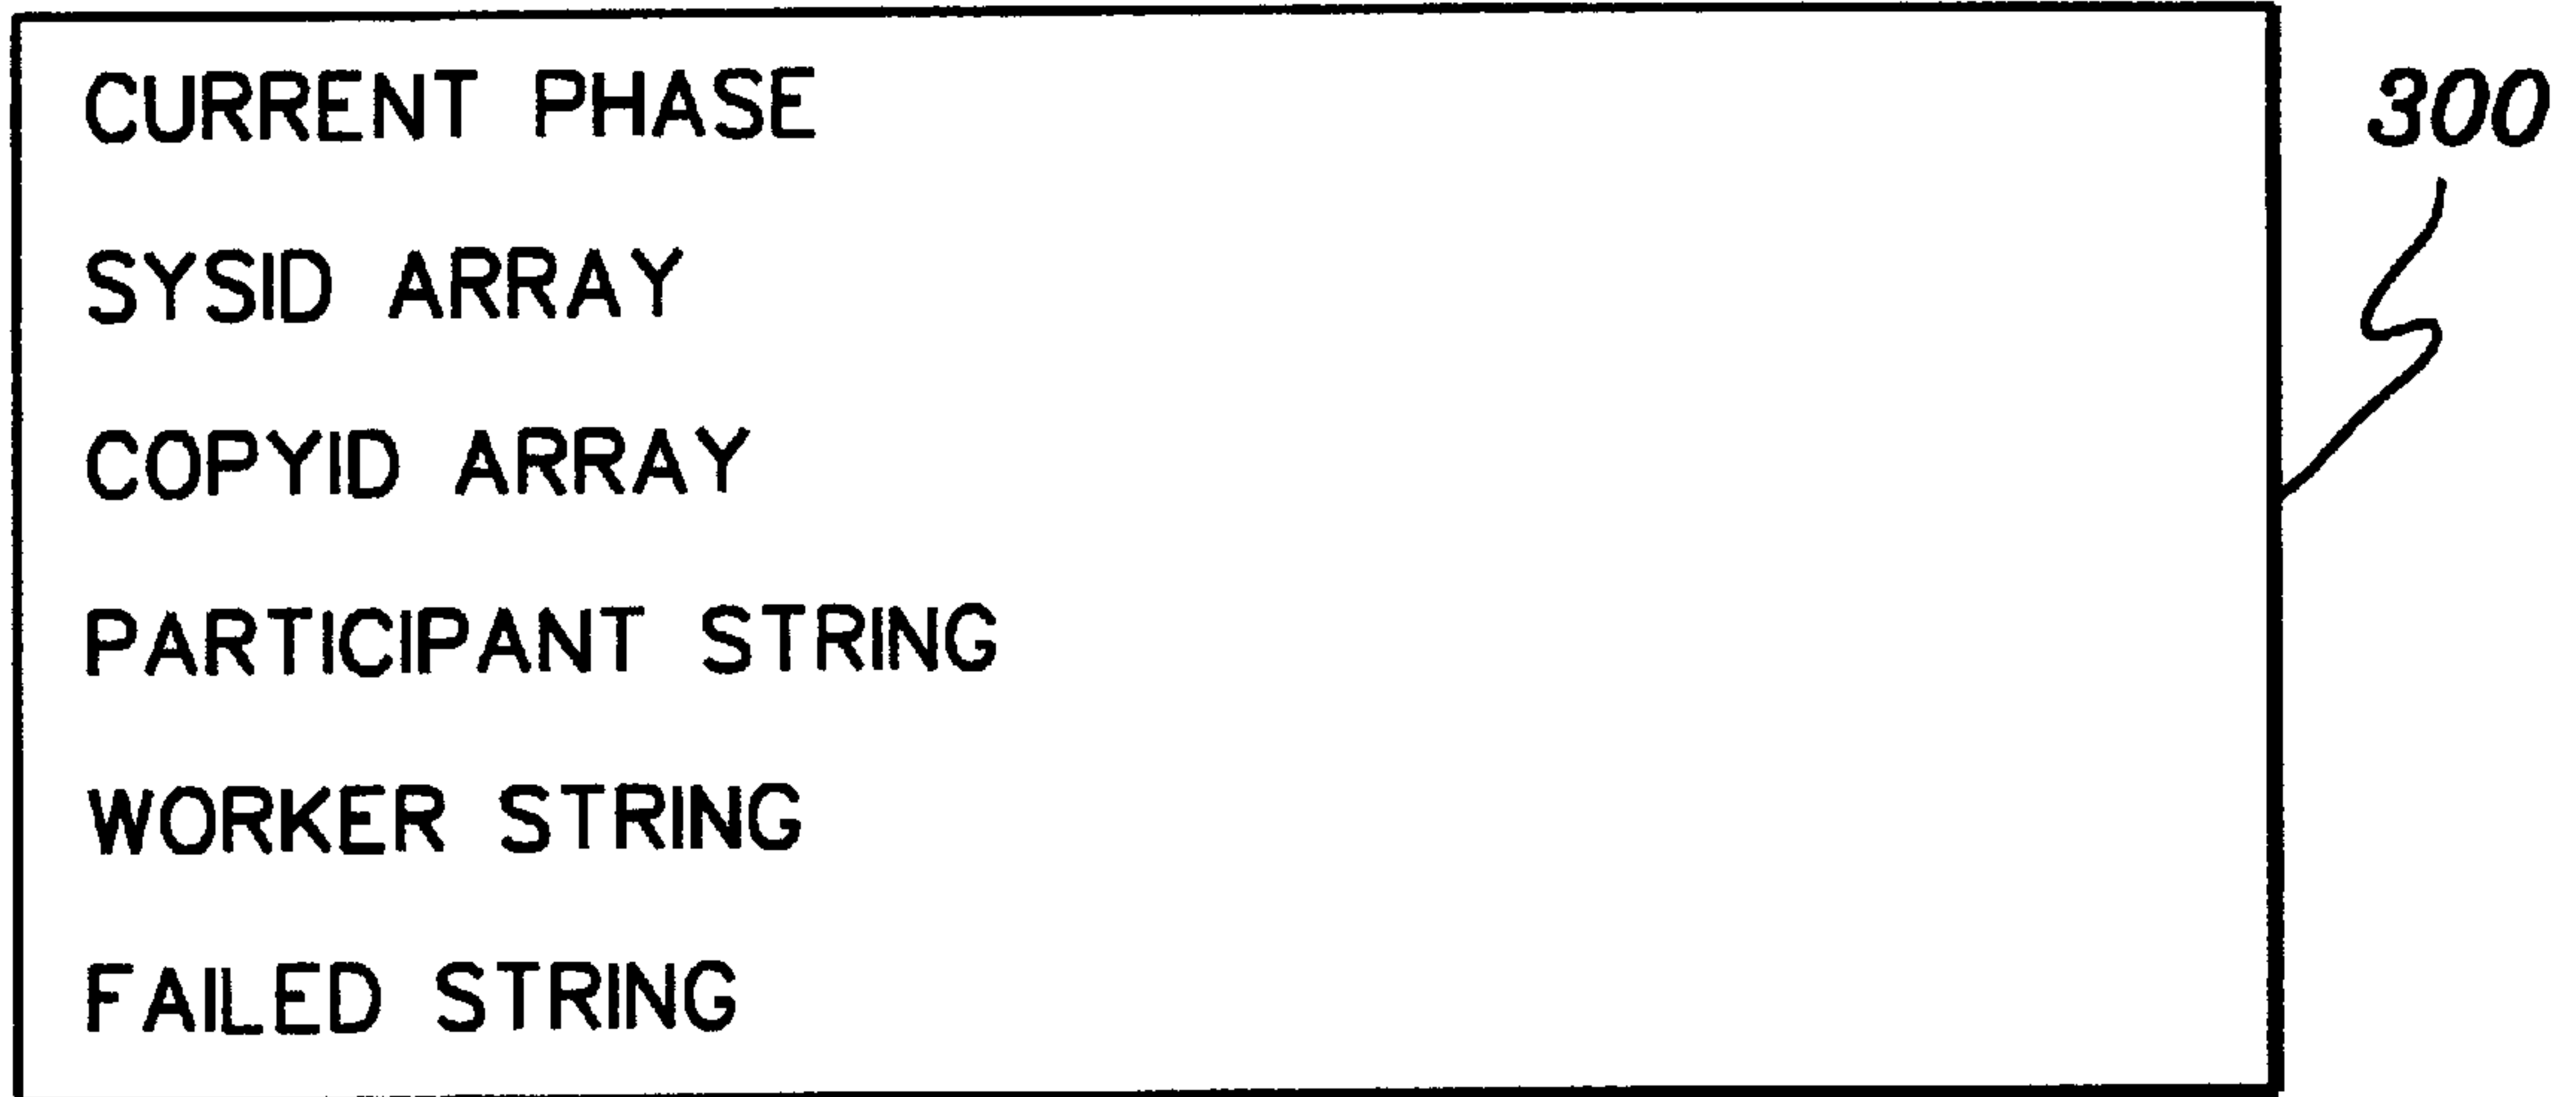 CURRENT PHASE
300
SYSID ARRAY
COPYID ARRAY
PARTICIPANT STRING
WORKER STRING
FAILED STRING